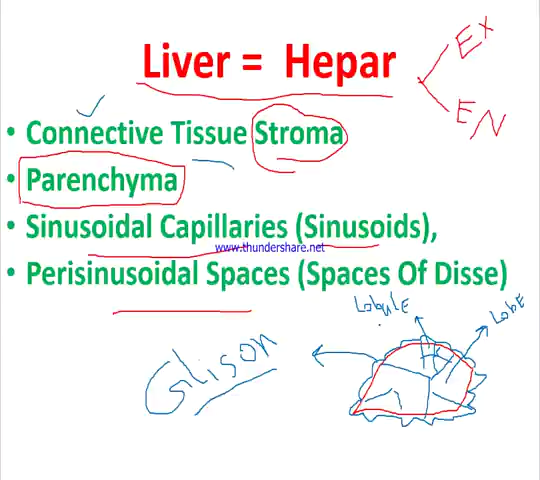 Liver = Hepar
EX
EN
• Connective Tissue Stroma
• Parenchyma
• Sinusoidal Capillaries (Sinusoids),
www.thundershare.net
• Perisinusoidal Spaces (Spaces Of Disse)
LobulE
LobE
Glison